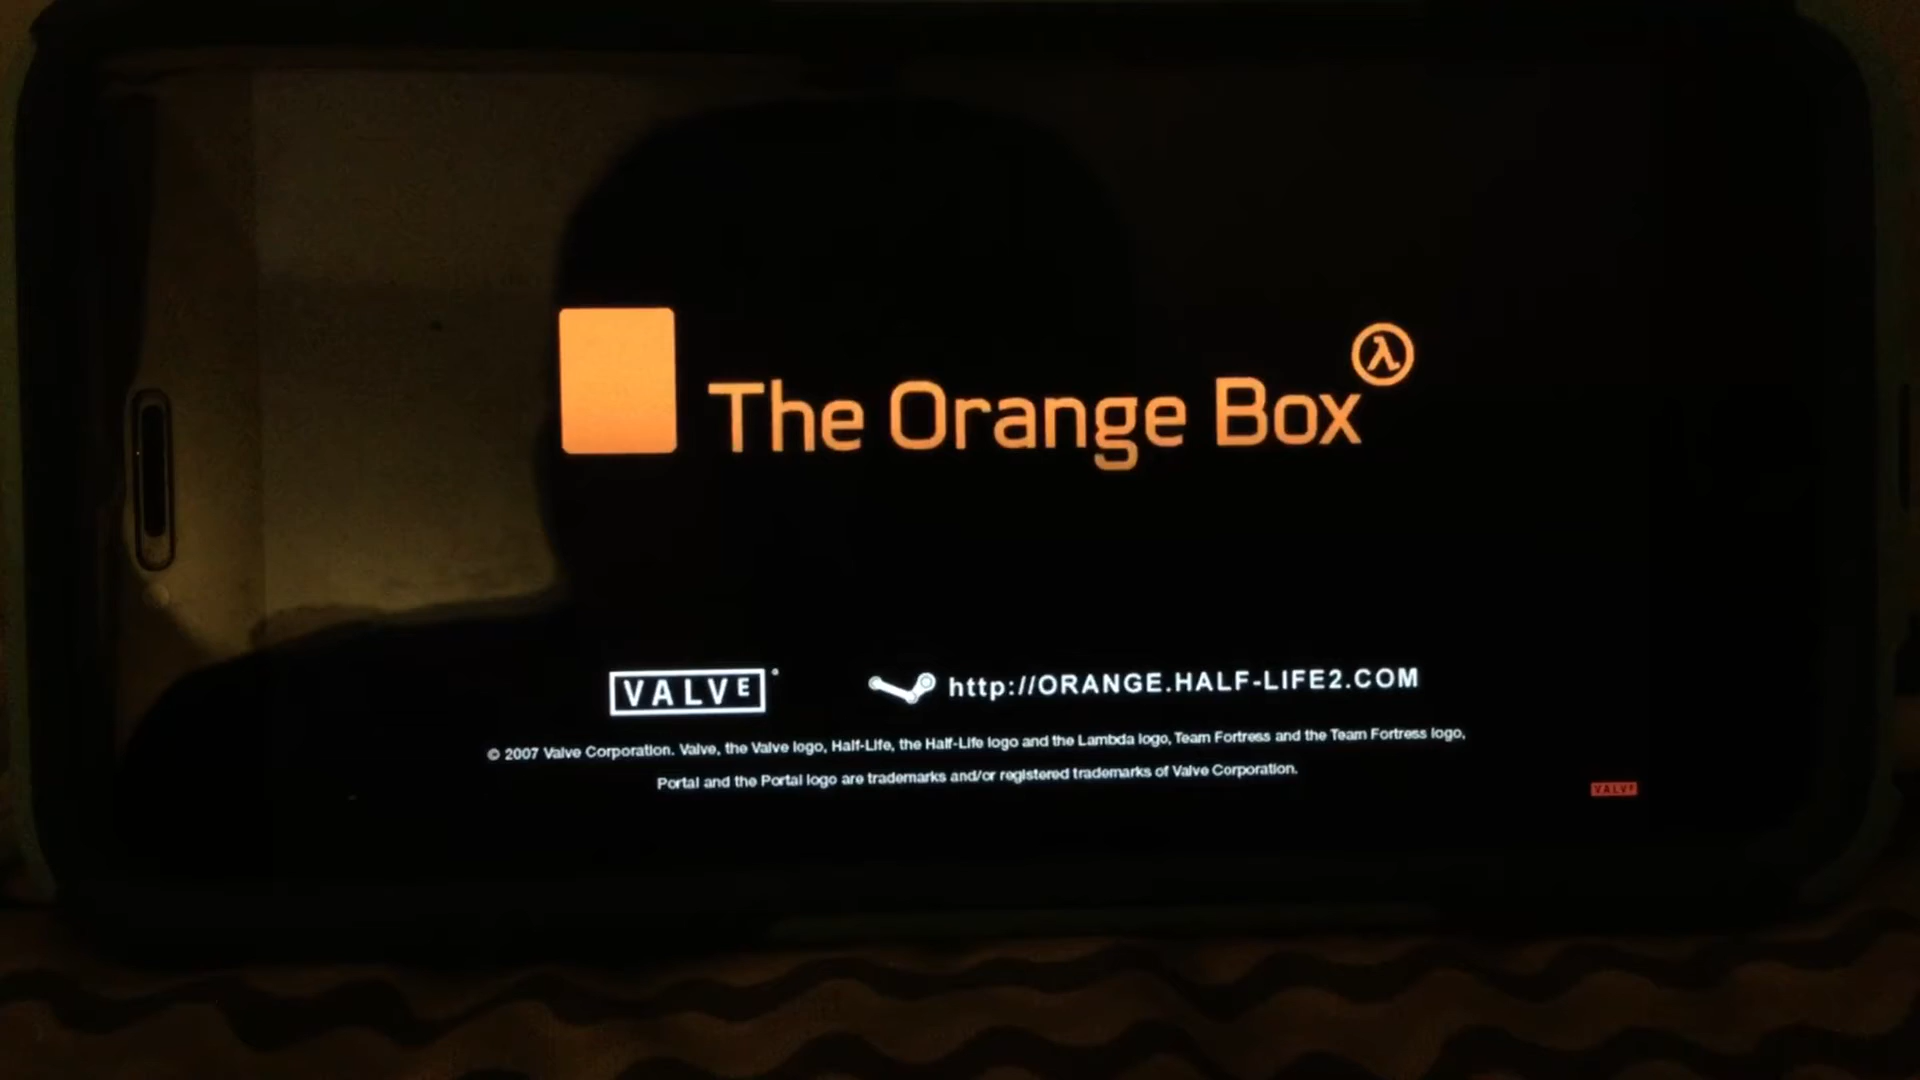 The Orange Box λ
VALVE http://ORANGE.HALF-LIFE2.COM
© 2007 Valve Corporation. Valve, the Valve logo, Half-Life, the Half-Life logo and the Lambda logo, Team Fortress and the Team Fortress logo,
Portal and the Portal logo are trademarks and/or registered trademarks of Valve Corporation.
VALVE